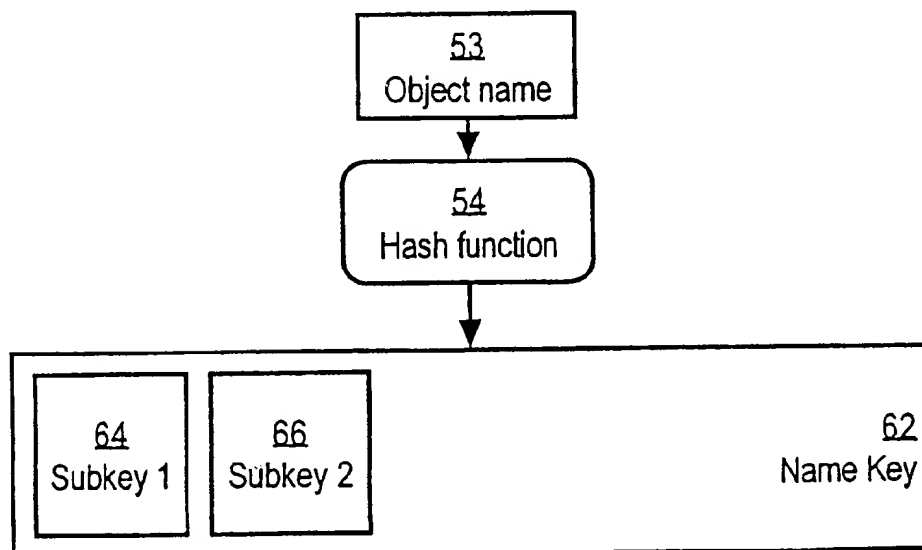 53
Object name
54
Hash function
64
Subkey 1
66
Subkey 2
62
Name Key